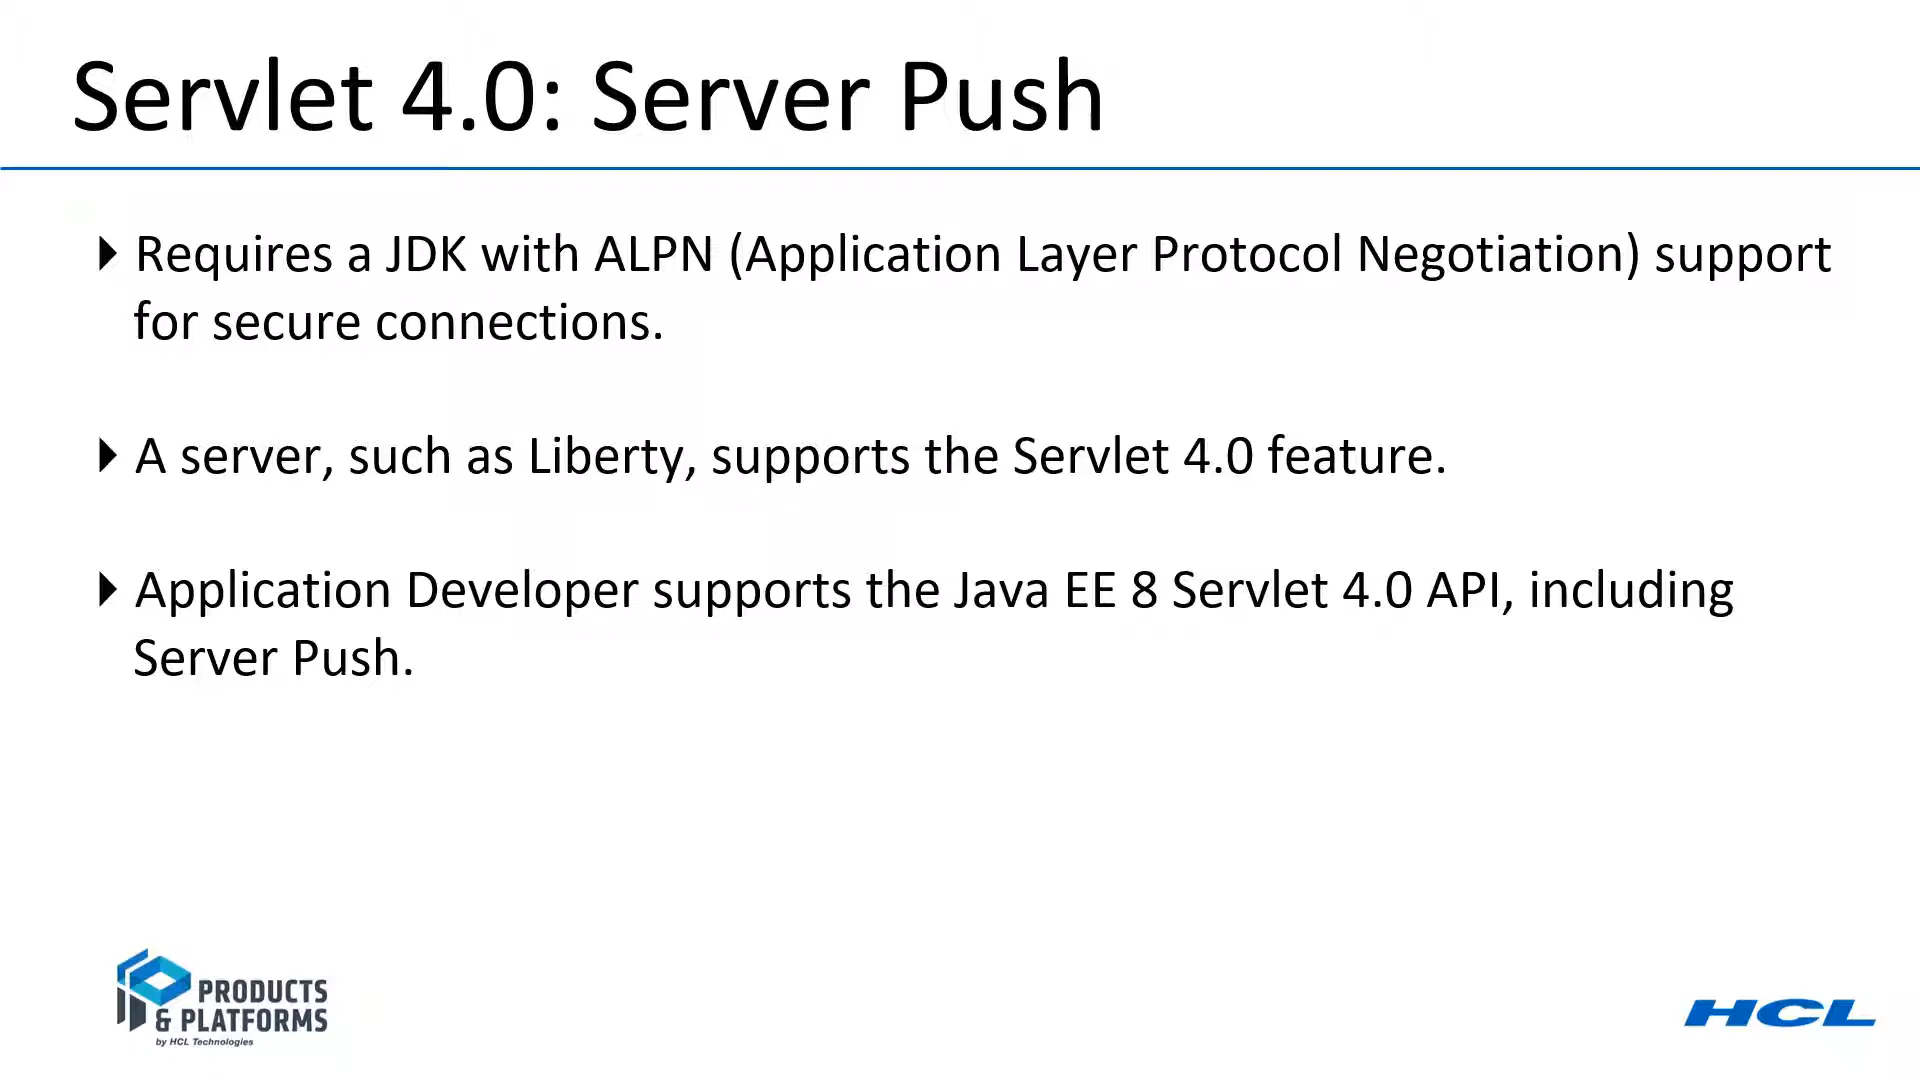 Servlet 4.0: Server Push
Requires a JDK with ALPN (Application Layer Protocol Negotiation) support
for secure connections.
A server, such as Liberty, supports the Servlet 4.0 feature.
Application Developer supports the Java EE 8 Servlet 4.0 API, including
Server Push.
PRODUCTS
& PLATFORMS
by HCL Technologies
HCL